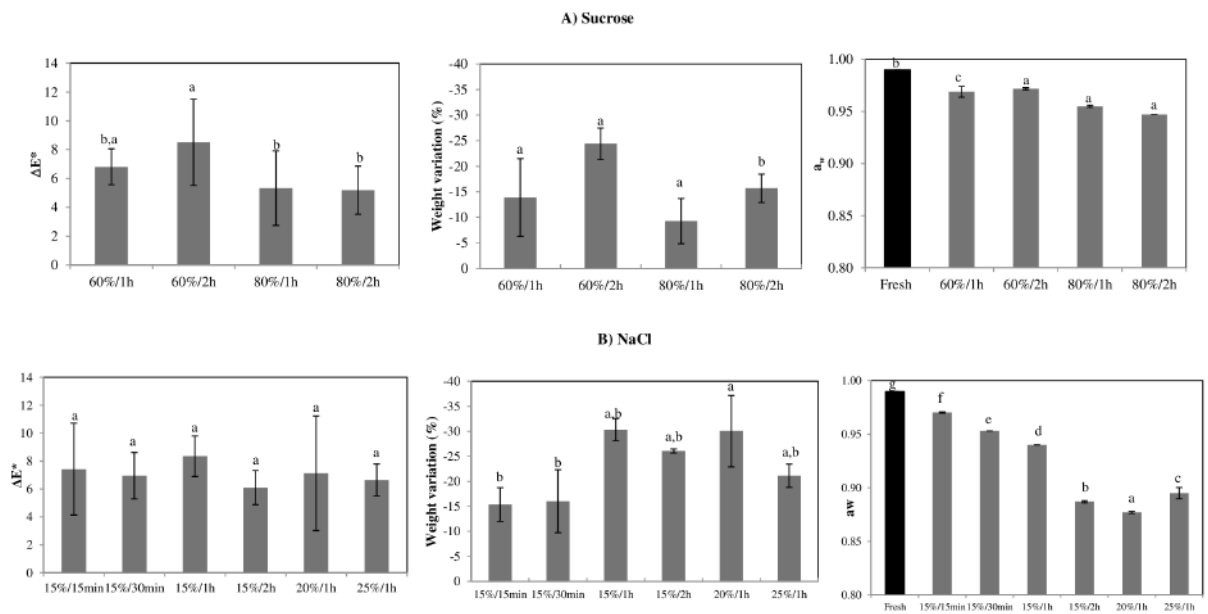 A) Sucrose
14
12
10
8
6
4
2
0
ΔE*
b,a
a
b
b
60%/1h 60%/2h 80%/1h 80%/2h
-40
-35
-30
-25
-20
-15
-10
-5
0
Weight variation (%)
a
a
a
b
60%/1h 60%/2h 80%/1h 80%/2h
1.00
0.95
0.90
0.85
0.80
aw
b
c
a
a
a
Fresh 60%/1h 60%/2h 80%/1h 80%/2h
B) NaCl
14
12
10
8
6
4
2
0
ΔE*
a
a
a
a
a
a
15%/15min 15%/30min 15%/1h 15%/2h 20%/1h 25%/1h
-40
-35
-30
-25
-20
-15
-10
-5
0
Weight variation (%)
b
b
a,b
a,b
a
a,b
15%/15min 15%/30min 15%/1h 15%/2h 20%/1h 25%/1h
1.00
0.95
0.90
0.85
0.80
aw
g
f
e
d
b
a
c
Fresh 15%/15min 15%/30min 15%/1h 15%/2h 20%/1h 25%/1h